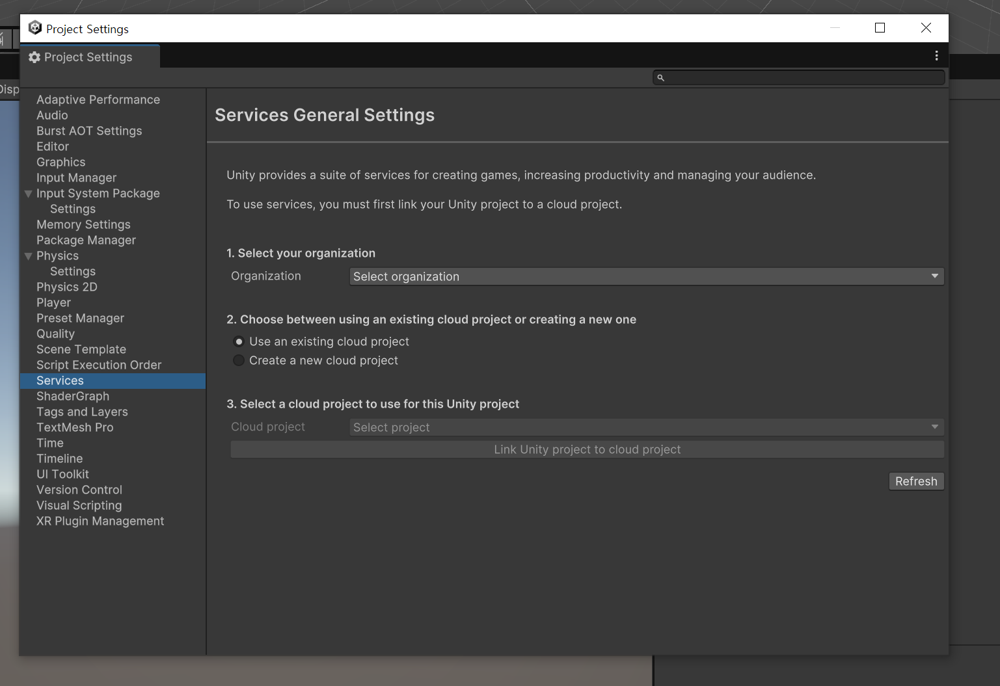 Project Settings
Project Settings
Disp
Adaptive Performance
Audio
Burst AOT Settings
Editor
Graphics
Input Manager
Input System Package
Settings
Memory Settings
Package Manager
Physics
Settings
Physics 2D
Player
Preset Manager
Quality
Scene Template
Script Execution Order
Services
ShaderGraph
Tags and Layers
TextMesh Pro
Time
Timeline
UI Toolkit
Version Control
Visual Scripting
XR Plugin Management
Services General Settings
Unity provides a suite of services for creating games, increasing productivity and managing your audience.
To use services, you must first link your Unity project to a cloud project.
1. Select your organization
Organization Select organization
2. Choose between using an existing cloud project or creating a new one
Use an existing cloud project
Create a new cloud project
3. Select a cloud project to use for this Unity project
Cloud project Select project
Link Unity project to cloud project
Refresh